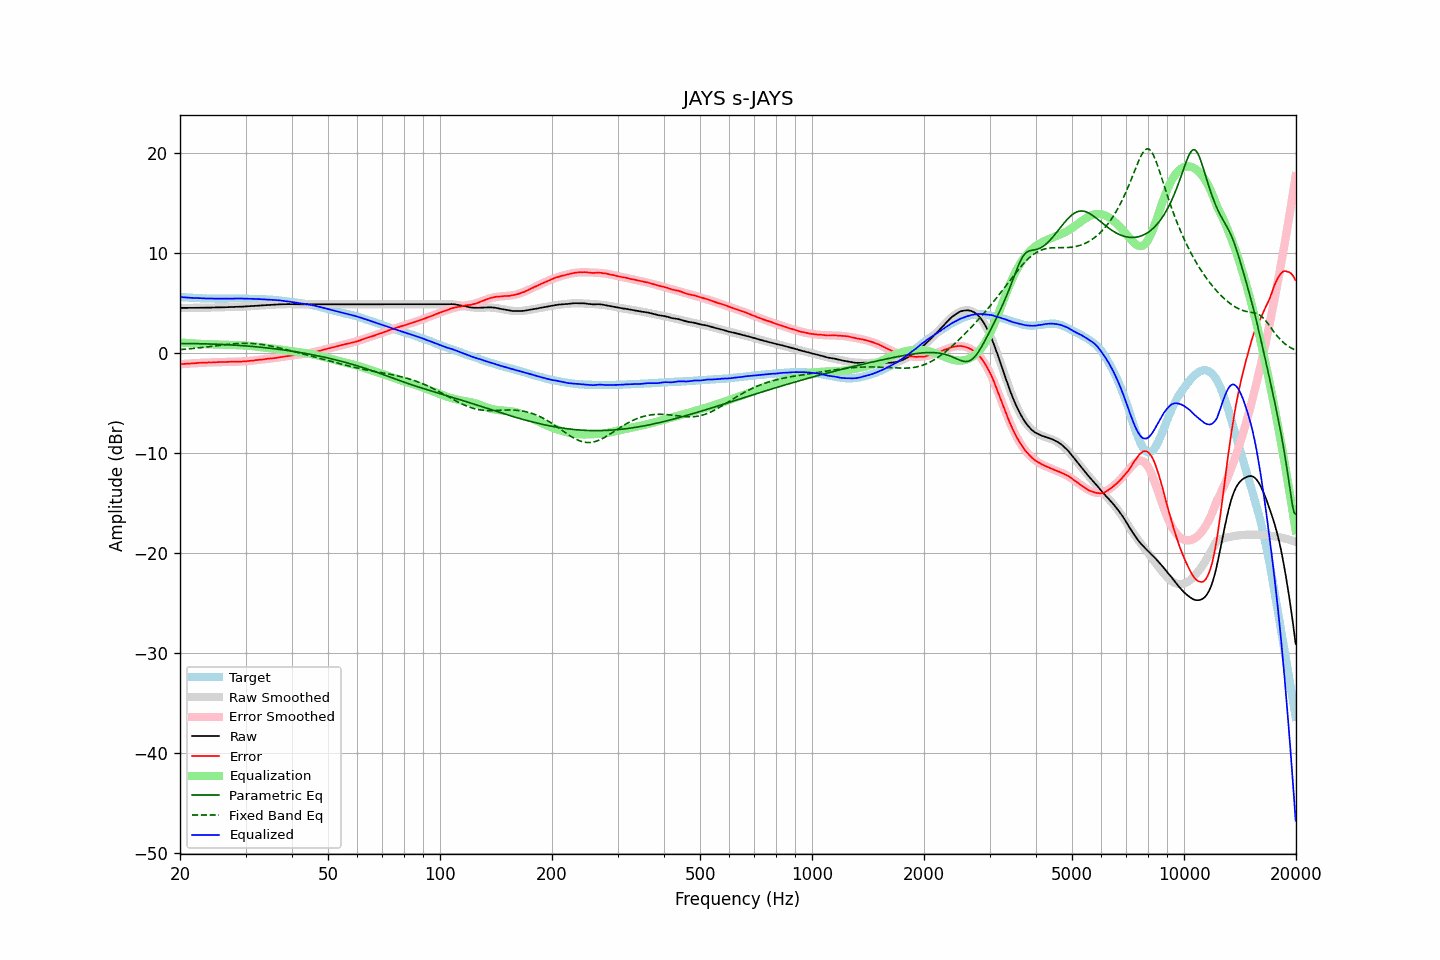 JAYS s-JAYS
Amplitude (dBr)
20
10
0
−10
−20
−30
−40
−50
Target
Raw Smoothed
Error Smoothed
Raw
Error
Equalization
Parametric Eq
Fixed Band Eq
Equalized
20 50 100 200 500 1000 2000 5000 10000 20000
Frequency (Hz)